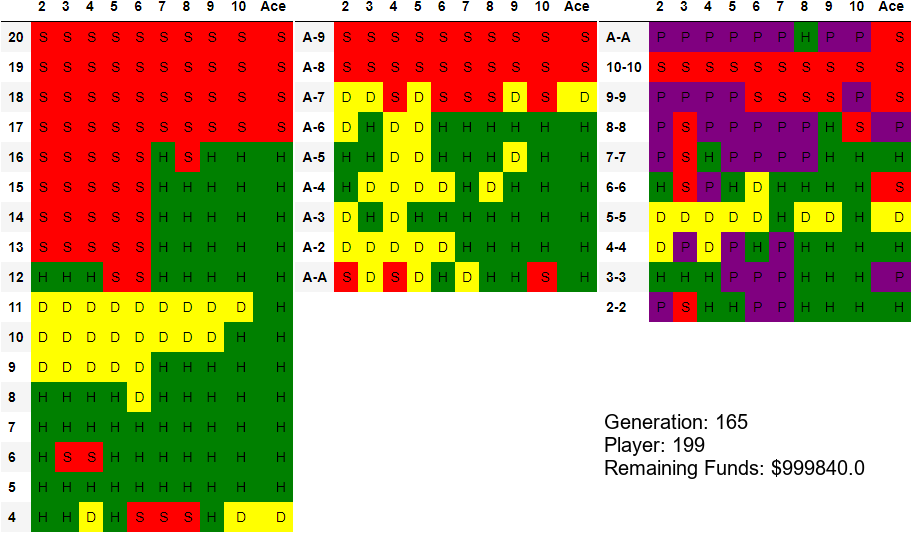 2 3 4 5 6 7 8 9 10 Ace
20 S S S S S S S S S S
19 S S S S S S S S S S
18 S S S S S S S S S S
17 S S S S S S S S S S
16 S S S S S H S H H H
15 S S S S S H H H H H
14 S S S S S H H H H H
13 S S S S S H H H H H
12 H H H S S H H H H H
11 D D D D D D D D D H
10 D D D D D D D D H H
9 D D D D D H H H H H
8 H H H H D H H H H H
7 H H H H H H H H H H
6 H S S H H H H H H H
5 H H H H H H H H H H
4 H H D H S S S H D D
2 3 4 5 6 7 8 9 10 Ace
A-9 S S S S S S S S S S
A-8 S S S S S S S S S S
A-7 D D S D S S S D S D
A-6 D H D D H H H H H H
A-5 H H D D H H H D H H
A-4 H D D D D H D H H H
A-3 D H D H H H H H H H
A-2 D D D D D H H H H H
A-A S D S D H D H H S H
2 3 4 5 6 7 8 9 10 Ace
A-A P P P P P P H P P S
10-10 S S S S S S S S S S
9-9 P P P P S S S S P S
8-8 P S P P P P P H S P
7-7 P S H P P P P H H H
6-6 H S P H D H H H H S
5-5 D D D D D H D D H D
4-4 D P D P H P H H H H
3-3 H H H P P P H H H P
2-2 P S H H P P H H H H
Generation: 165
Player: 199
Remaining Funds: $999840.0